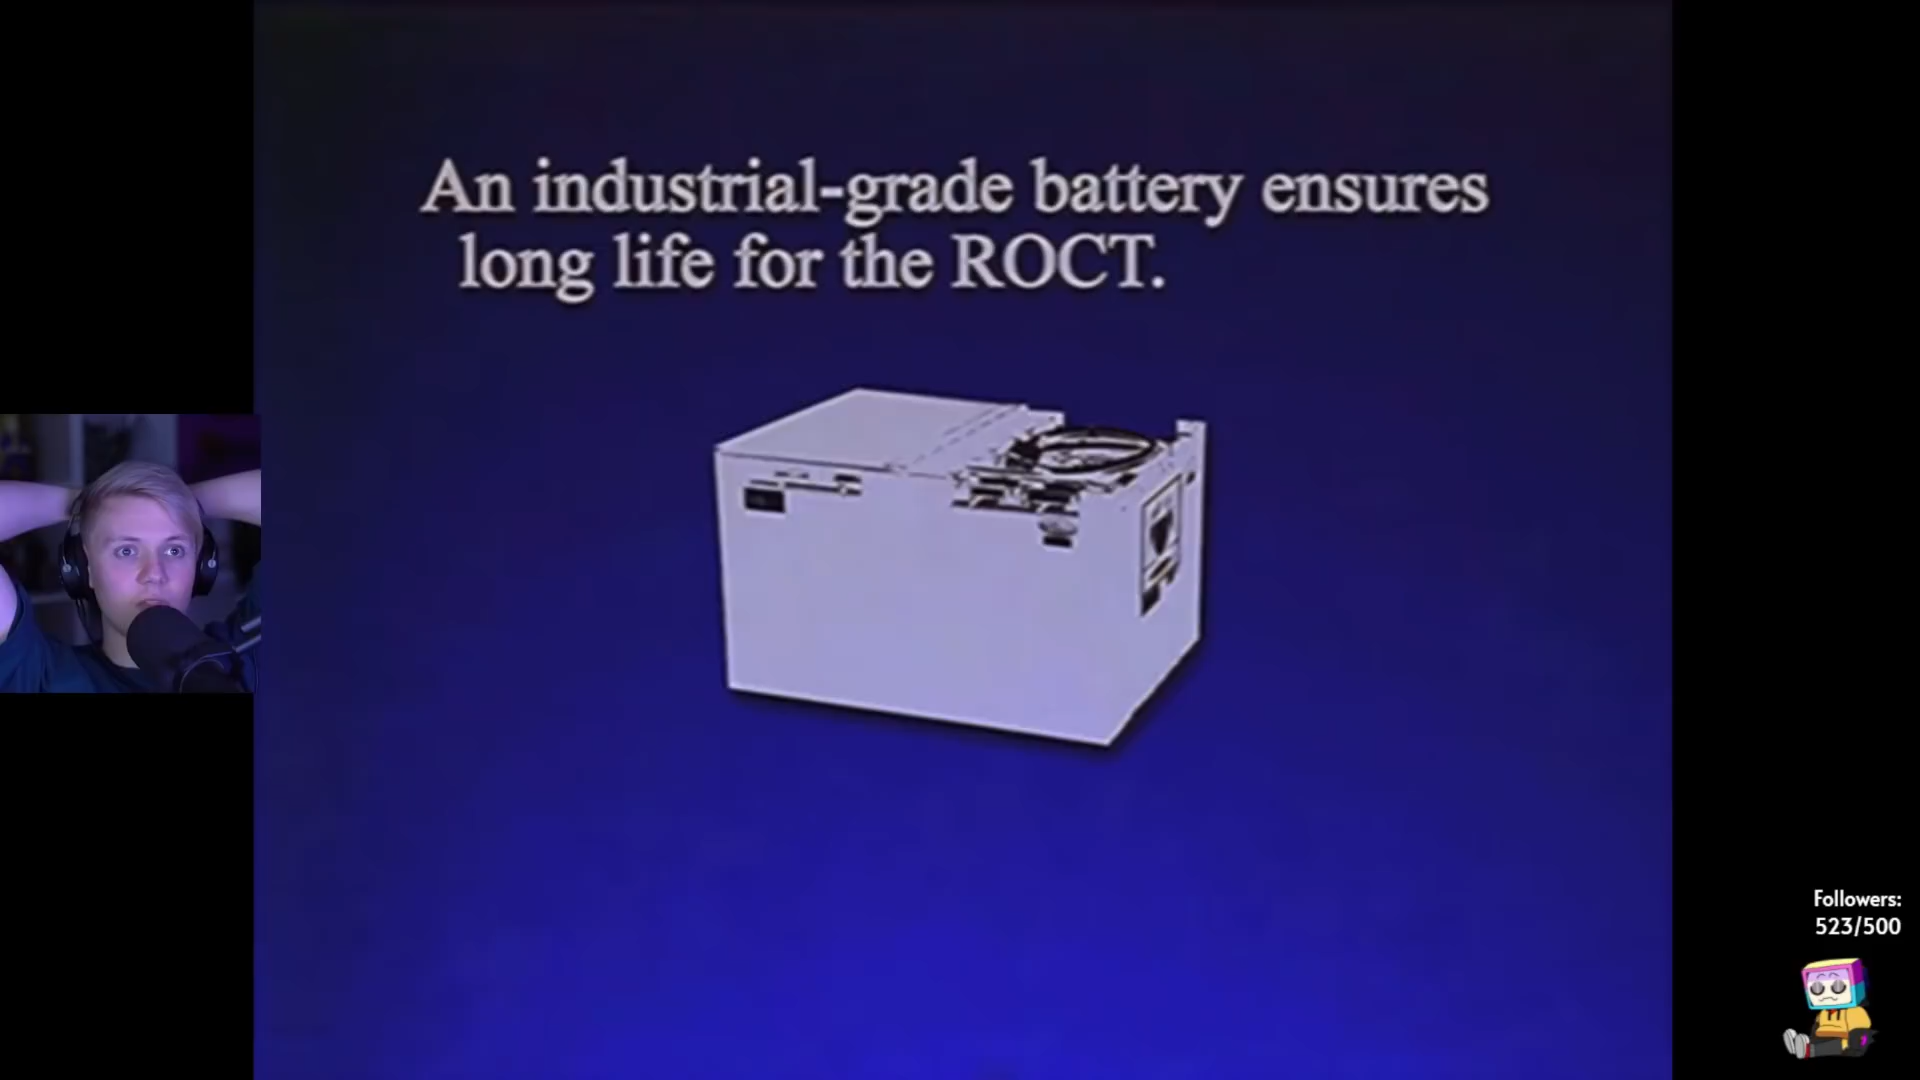 An industrial-grade battery ensures
long life for the ROCT.
Followers:
523/500